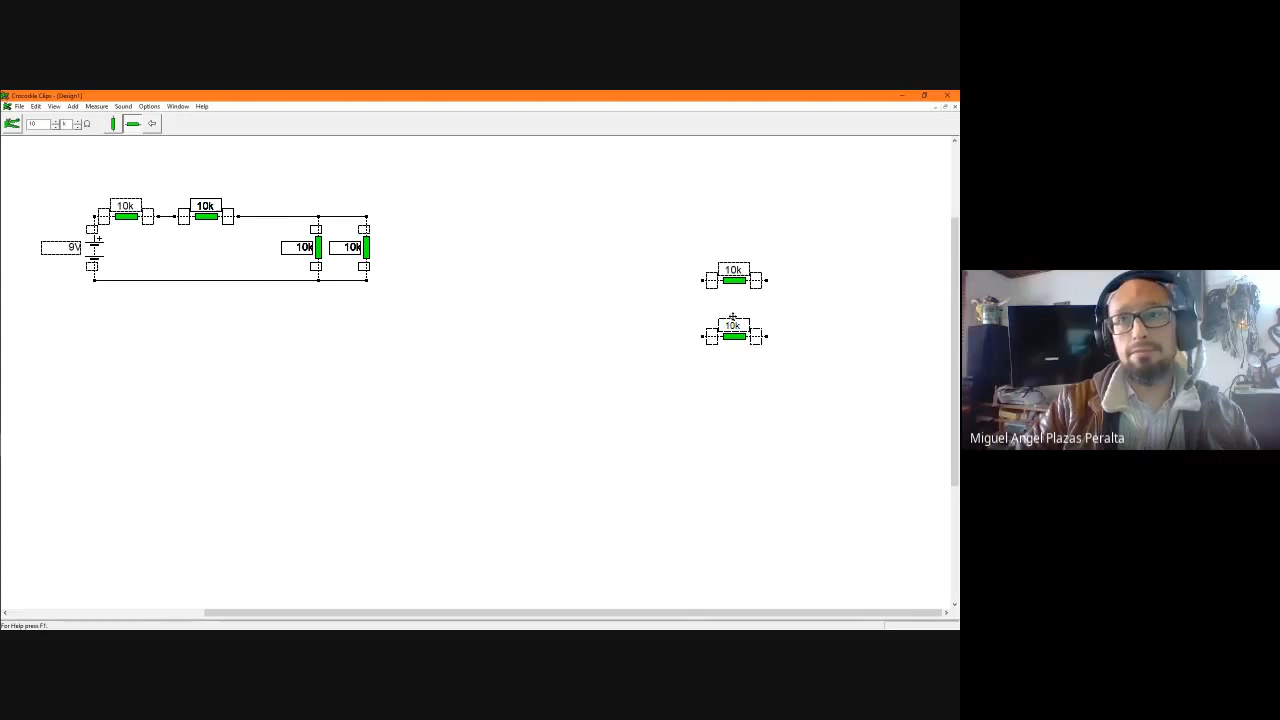 Crocodile Clips - [Design1]
File Edit View Add Measure Sound Options Window Help
10 k Ω
10k 10k
9V 10k 10k
10k
10k
Miguel Angel Plazas Peralta
For Help press F1.